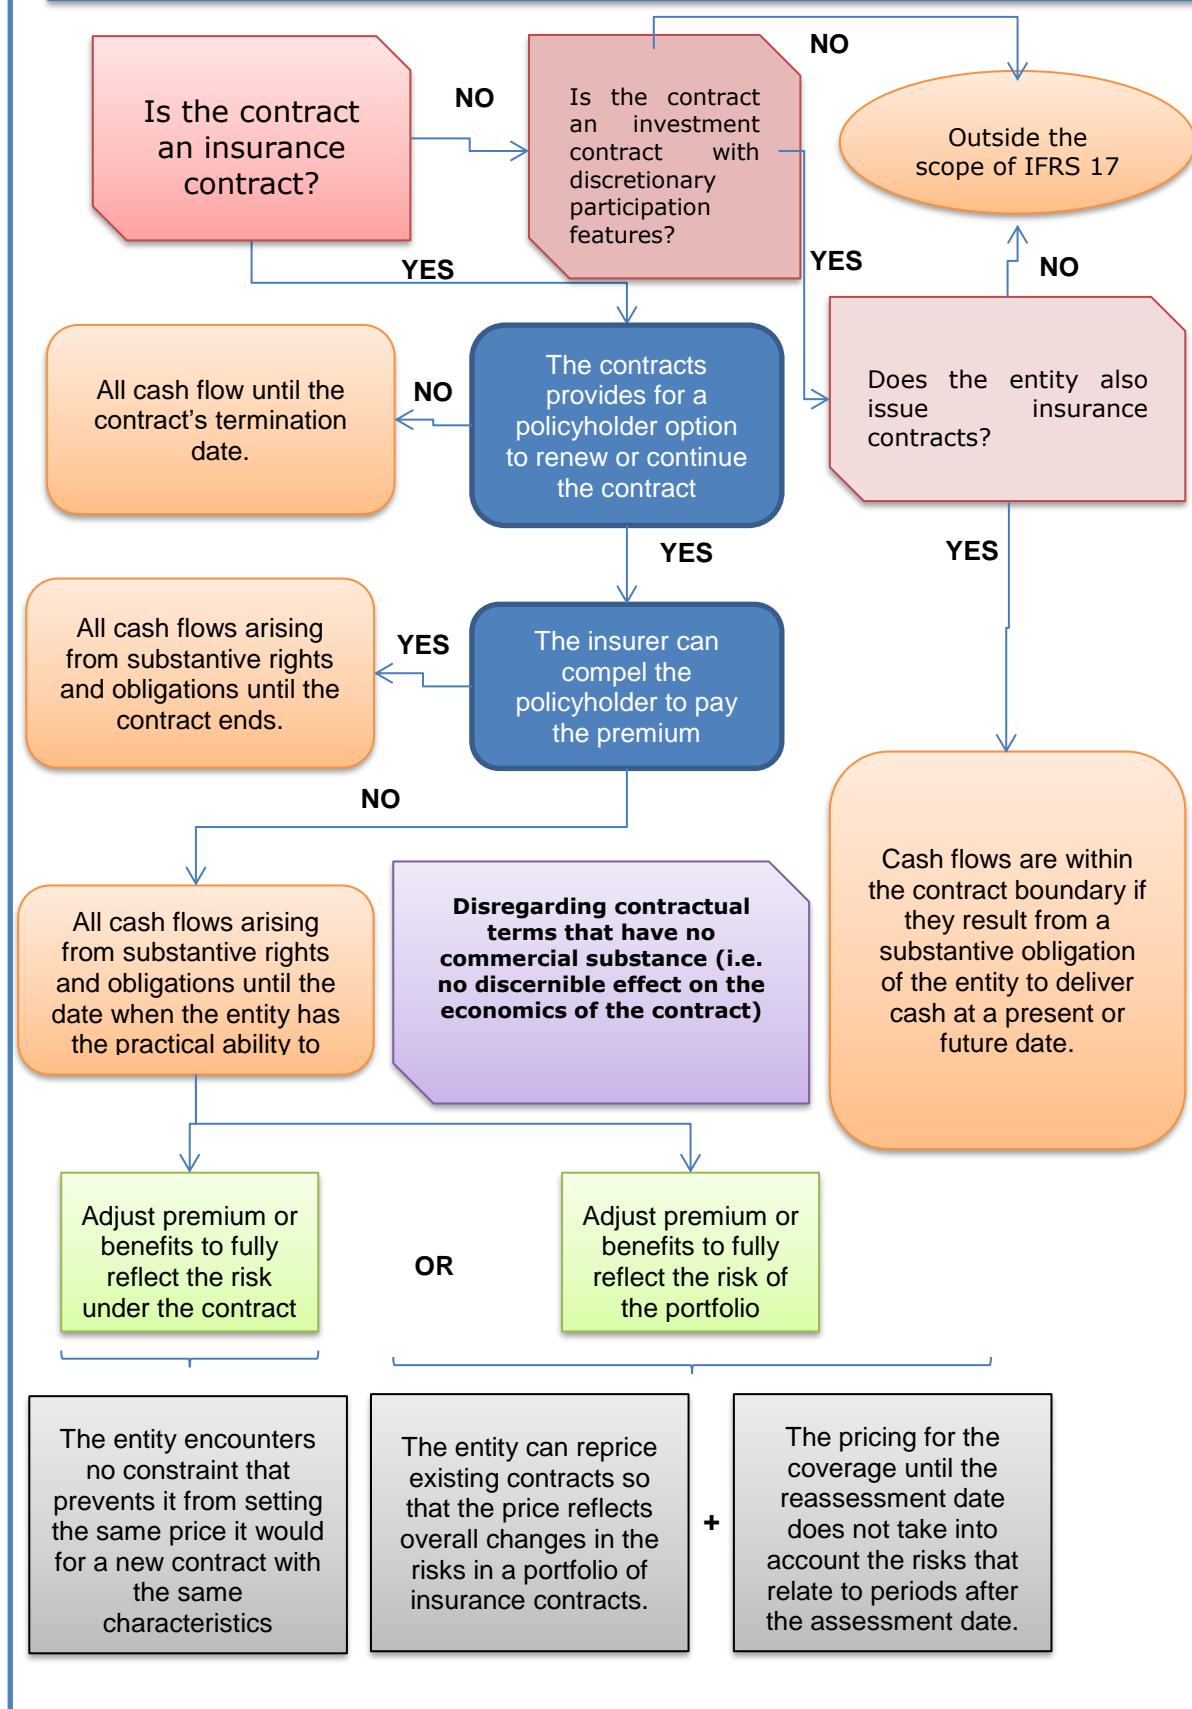 Is the contract
an insurance
contract?
NO
Is the contract
an investment
contract with
discretionary
participation
features?
NO
Outside the
scope of IFRS 17
YES
YES
NO
All cash flow until the
contract's termination
date.
NO
The contracts
provides for a
policyholder option
to renew or continue
the contract
Does the entity also
issue insurance
contracts?
YES
YES
All cash flows arising
from substantive rights
and obligations until the
contract ends.
YES
The insurer can
compel the
policyholder to pay
the premium
NO
Cash flows are within
the contract boundary if
they result from a
substantive obligation
of the entity to deliver
cash at a present or
future date.
All cash flows arising
from substantive rights
and obligations until the
date when the entity has
the practical ability to
Disregarding contractual
terms that have no
commercial substance (i.e.
no discernible effect on the
economics of the contract)
Adjust premium or
benefits to fully
reflect the risk
under the contract
OR
Adjust premium or
benefits to fully
reflect the risk of
the portfolio
The entity encounters
no constraint that
prevents it from setting
the same price it would
for a new contract with
the same
characteristics
The entity can reprice
existing contracts so
that the price reflects
overall changes in the
risks in a portfolio of
insurance contracts.
+
The pricing for the
coverage until the
reassessment date
does not take into
account the risks that
relate to periods after
the assessment date.